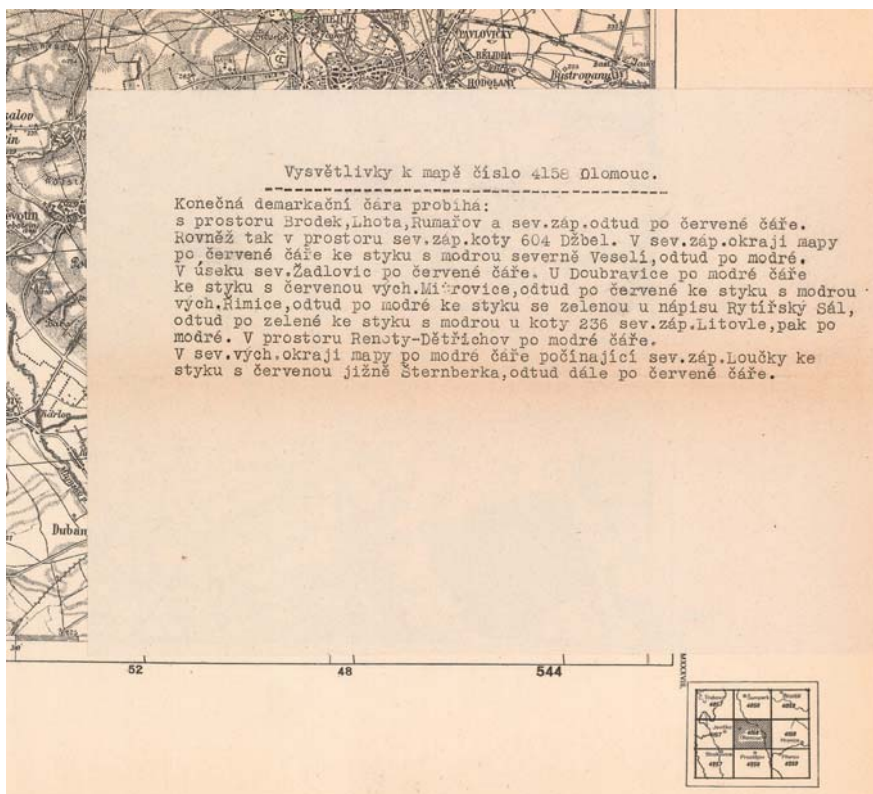 HEJČÍN
PAVLOVIČKY
BĚLIDLA
HODOLANY
Bystrovany
Vysvětlivky k mapě číslo 4158 Olomouc.
Konečná demarkační čára probíhá:
s prostoru Brodek,Lhota,Rumařov a sev.záp.odtud po červené čáře.
Rovněž tak v prostoru sev.záp.koty 604 Džbel. V sev.záp.okraji mapy
po červené čáře ke styku s modrou severně Veselí,odtud po modré.
V úseku sev.Žadlovic po červené čáře. U Doubravice po modré čáře
ke styku s červenou vých.Mitrovice,odtud po červené ke styku s modrou
vých.Řimice,odtud po modré ke styku se zelenou u nápisu Rytířský Sál,
odtud po zelené ke styku s modrou u koty 236 sev.záp.Litovle,pak po
modré. V prostoru Renoty-Dětřichov po modré čáře.
V sev.vých.okraji mapy po modré čáře počínající sev.záp.Loučky ke
styku s červenou jižně Šternberka,odtud dále po červené čáře.
Duban
52 48 544